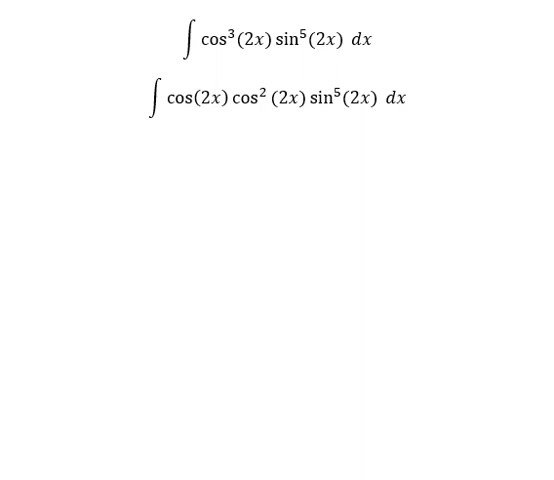 ∫ cos³(2x) sin⁵(2x) dx
∫ cos(2x) cos² (2x) sin⁵(2x) dx